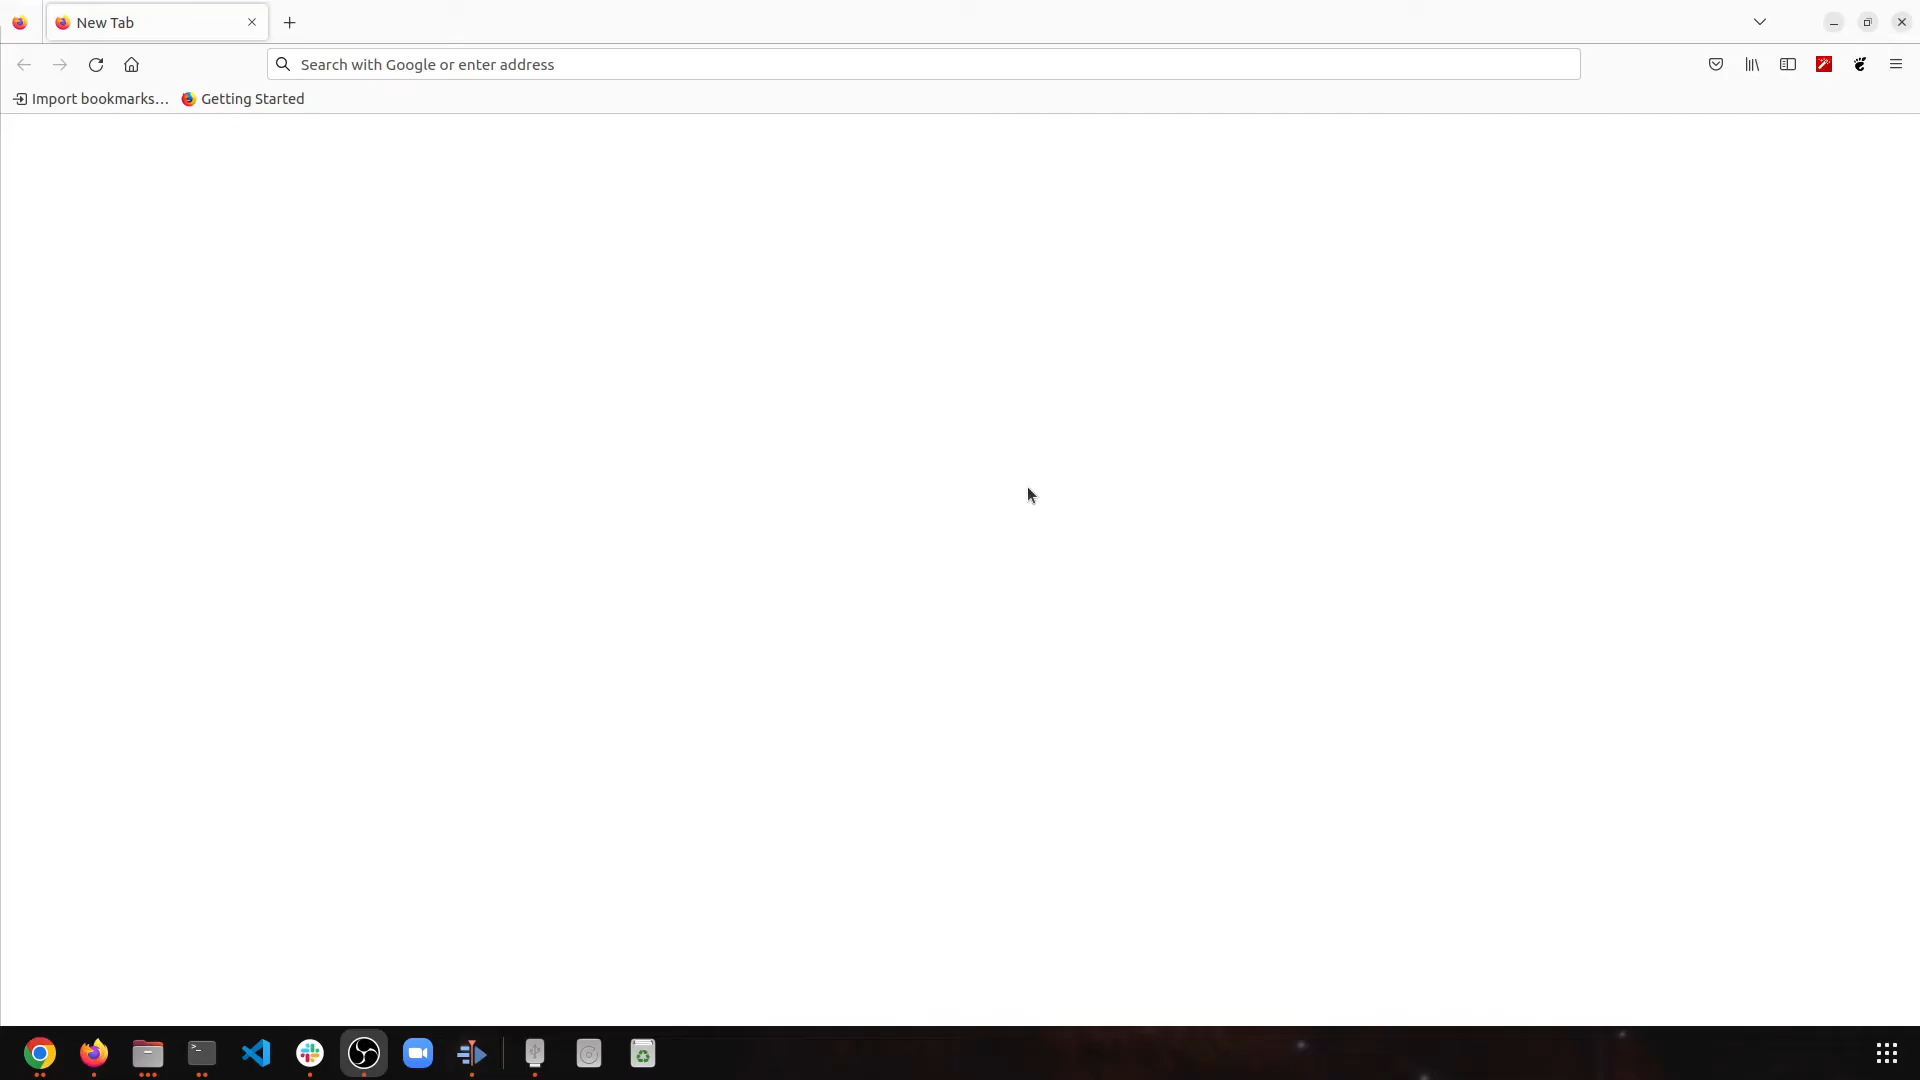 New Tab
Search with Google or enter address
Import bookmarks...
Getting Started